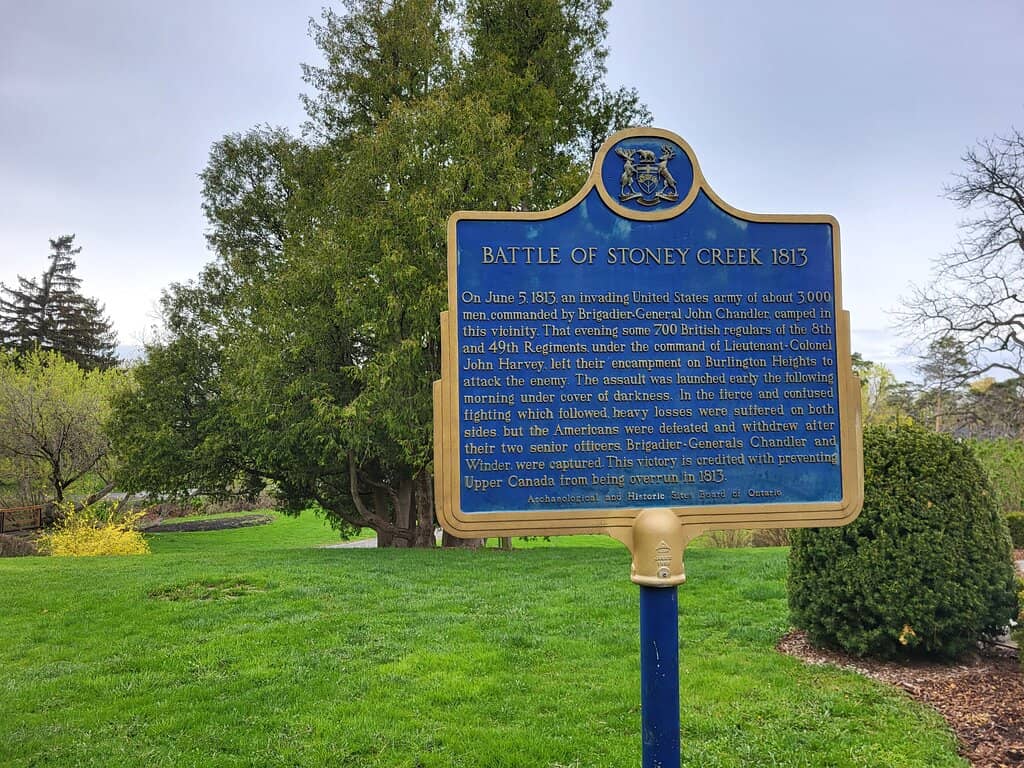 BATTLE OF STONEY CREEK 1813
On June 5, 1813, an invading United States army of about 3,000
men, commanded by Brigadier-General John Chandler, camped in
this vicinity. That evening some 700 British regulars of the 8th
and 49th Regiments, under the command of Lieutenant-Colonel
John Harvey, left their encampment on Burlington Heights to
attack the enemy. The assault was launched early the following
morning under cover of darkness. In the fierce and confused
fighting which followed, heavy losses were suffered on both
sides, but the Americans were defeated and withdrew after
their two senior officers, Brigadier-Generals Chandler and
Winder, were captured. This victory is credited with preventing
Upper Canada from being overrun in 1813.
Archaeological and Historic Sites Board of Ontario